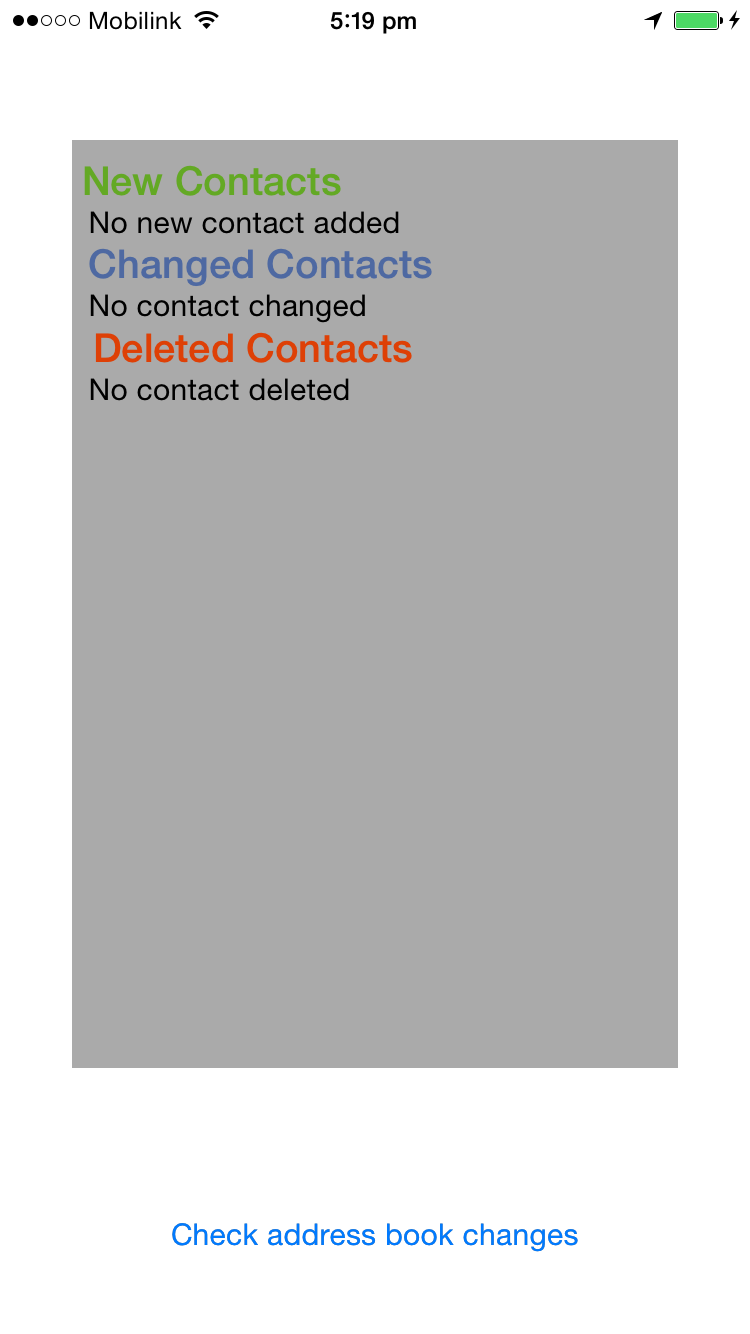 Mobilink 5:19 pm
New Contacts
No new contact added
Changed Contacts
No contact changed
Deleted Contacts
No contact deleted
Check address book changes